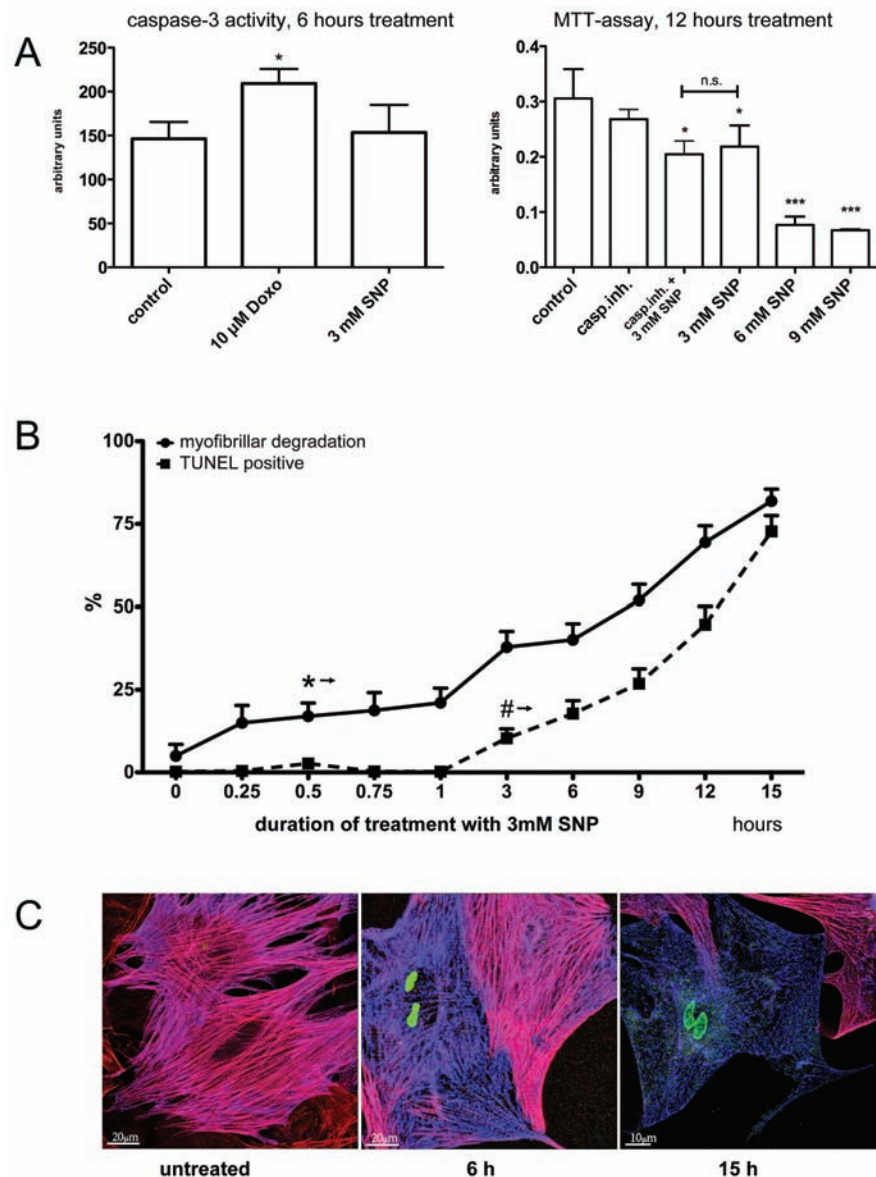 caspase-3 activity, 6 hours treatment
MTT-assay, 12 hours treatment
A
arbitrary units
250
200
150
100
50
0
*
control
10 µM Doxo
3 mM SNP
arbitrary units
0.4
0.3
0.2
0.1
0.0
n.s.
*
*
***
***
control
casp.inh.
casp.inh. +
3 mM SNP
3 mM SNP
6 mM SNP
9 mM SNP
B
myofibrillar degradation
TUNEL positive
%
100
75
50
25
0
*→
#→
0 0.25 0.5 0.75 1 3 6 9 12 15
duration of treatment with 3mM SNP hours
C
20µm
20µm
10µm
untreated 6 h 15 h